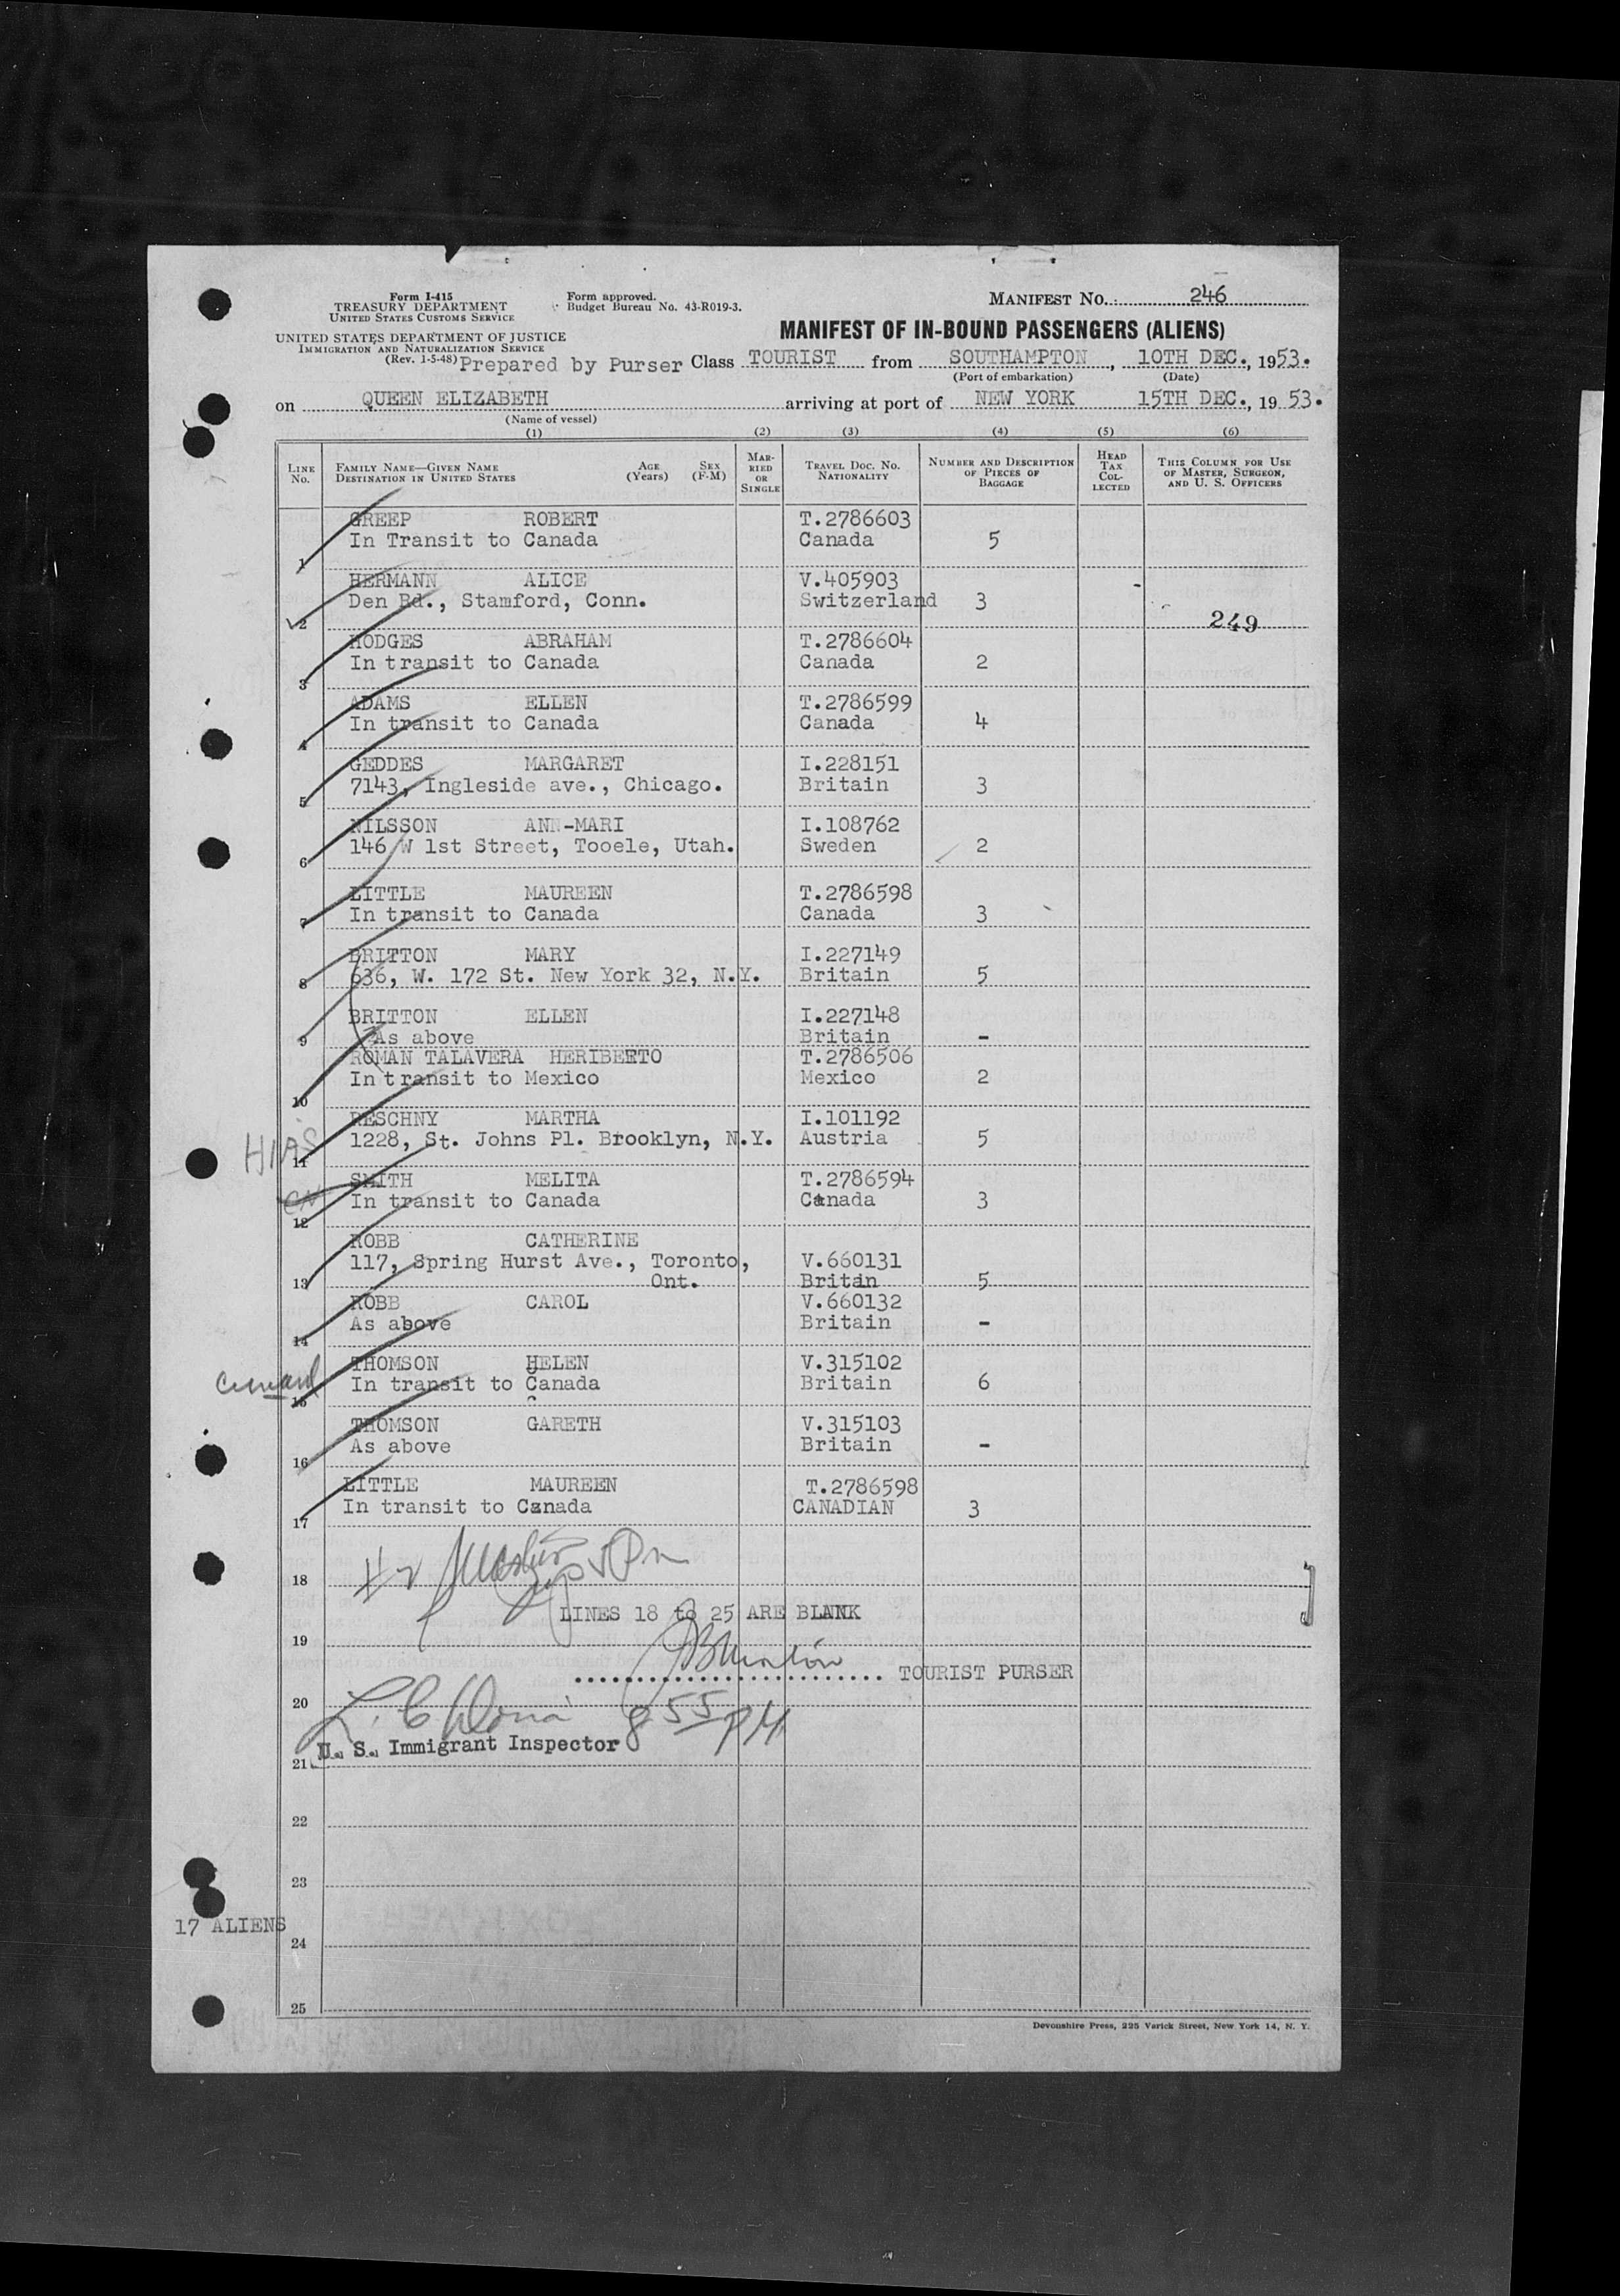 Form I-415
TREASURY DEPARTMENT
UNITED STATES CUSTOMS SERVICE
UNITED STATES DEPARTMENT OF JUSTICE
IMMIGRATION AND NATURALIZATION SERVICE
(Rev. 1-5-48)
Form approved.
Budget Bureau No. 43-R019-3.
MANIFEST No. 246
MANIFEST OF IN-BOUND PASSENGERS (ALIENS)
Prepared by Purser Class TOURIST from SOUTHAMPTON, 10TH DEC., 1953.
(Port of embarkation) (Date)
on QUEEN ELIZABETH arriving at port of NEW YORK 15TH DEC., 1953.
(Name of vessel)
(1) (2) (3) (4) (5) (6)
LINE No.
FAMILY NAME—GIVEN NAME
DESTINATION IN UNITED STATES
AGE (Years)
SEX (F-M)
MARRIED OR SINGLE
TRAVEL DOC. NO. NATIONALITY
NUMBER AND DESCRIPTION OF PIECES OF BAGGAGE
HEAD TAX COLLECTED
THIS COLUMN FOR USE OF MASTER, SURGEON, AND U. S. OFFICERS
GREEP ROBERT T.2786603
1 In Transit to Canada Canada 5
HERMANN ALICE V.405903
2 Den Rd., Stamford, Conn. Switzerland 3 249
HODGES ABRAHAM T.2786604
3 In transit to Canada Canada 2
ADAMS ELLEN T.2786599
4 In transit to Canada Canada 4
GEDDES MARGARET I.228151
5 7143, Ingleside ave., Chicago. Britain 3
NILSSON ANN-MARI I.108762
6 146 W 1st Street, Tooele, Utah. Sweden 2
LITTLE MAUREEN T.2786598
7 In transit to Canada Canada 3
BRITTON MARY I.227149
8 636, W. 172 St. New York 32, N.Y. Britain 5
BRITTON ELLEN I.227148
9 As above Britain -
ROMAN TALAVERA HERIBERTO T.2786506
10 In transit to Mexico Mexico 2
RESCHNY MARTHA I.101192
HIAS 11 1228, St. Johns Pl. Brooklyn, N.Y. Austria 5
SMITH MELITA T.2786594
CN 12 In transit to Canada Canada 3
ROBB CATHERINE
117, Spring Hurst Ave., Toronto, V.660131
13 Ont. Britän 5
ROBB CAROL V.660132
14 As above Britain -
THOMSON HELEN V.315102
Cunard 15 In transit to Canada Britain 6
THOMSON GARETH V.315103
16 As above Britain -
LITTLE MAUREEN T.2786598
17 In transit to Canada CANADIAN 3
18
LINES 18 to 25 ARE BLANK
19
TOURIST PURSER
20
8 55 PM
U. S. Immigrant Inspector
21
22
23
17 ALIENS
24
25
Devonshire Press, 225 Varick Street, New York 14, N. Y.